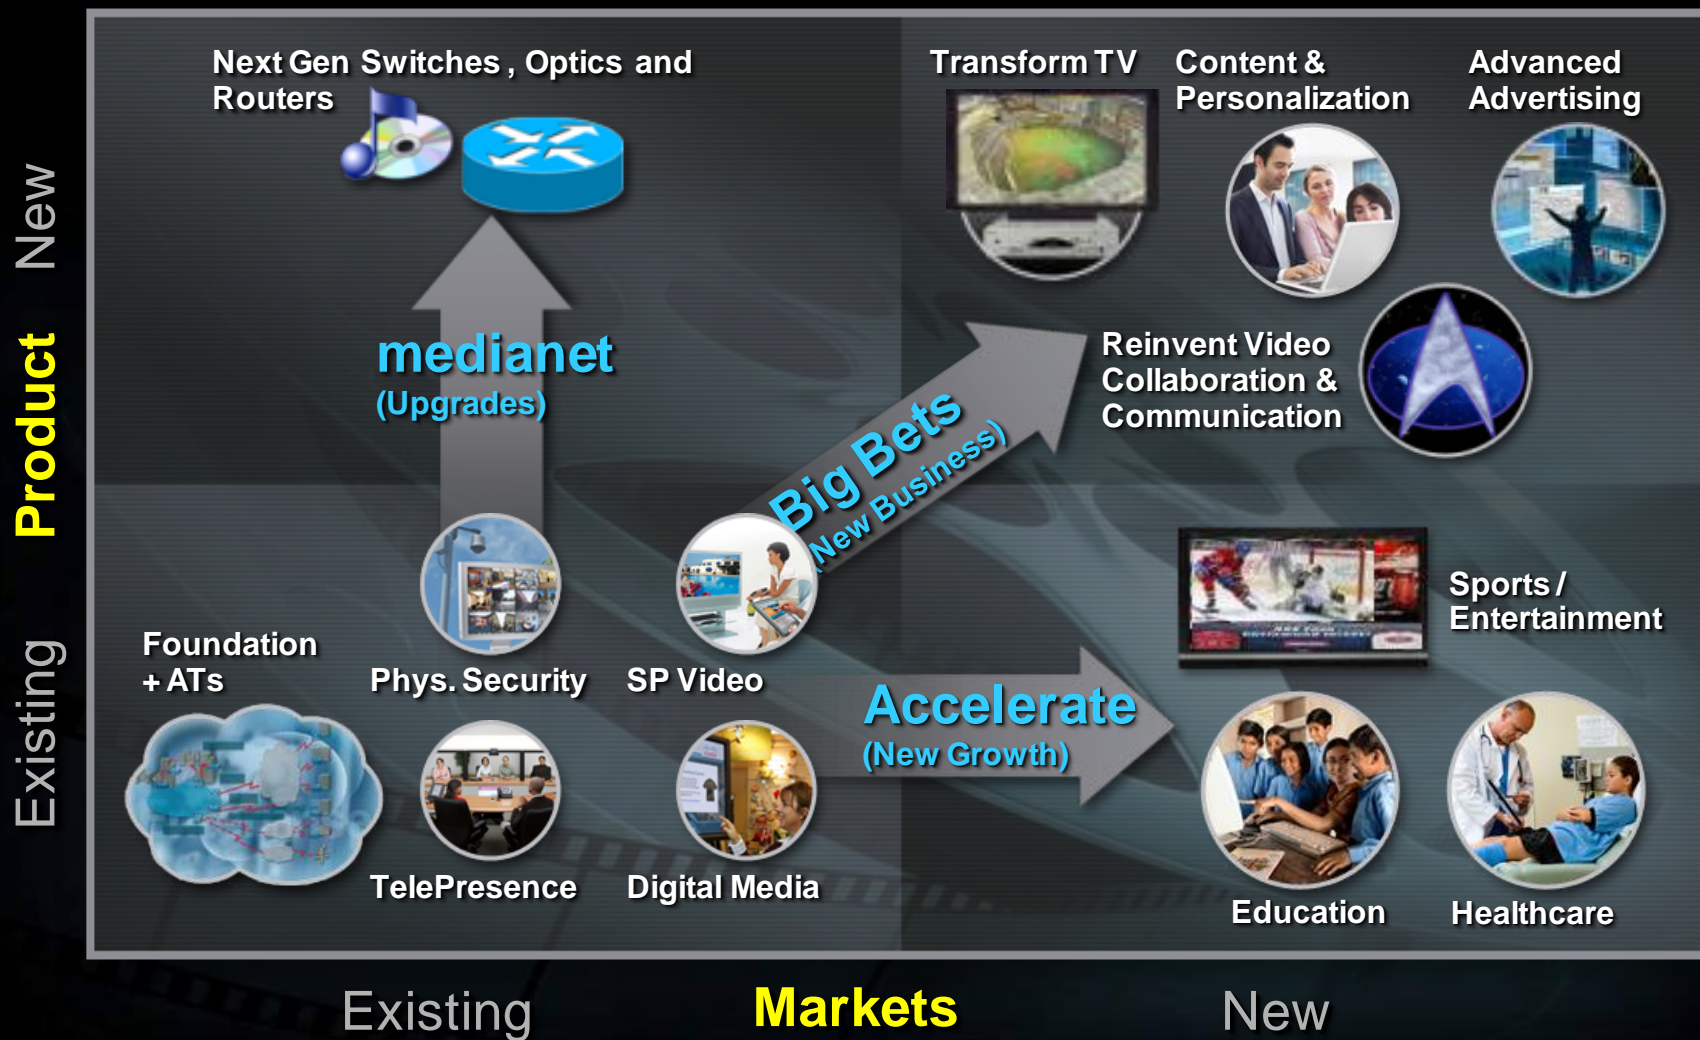 Next Gen Switches, Optics and
Routers
Transform TV
Content &
Personalization
Advanced
Advertising
New
Product
Existing
medianet
(Upgrades)
Big Bets
(New Business)
Reinvent Video
Collaboration &
Communication
Foundation
+ ATs
Phys. Security
SP Video
TelePresence
Digital Media
Accelerate
(New Growth)
Sports /
Entertainment
Education
Healthcare
Existing
Markets
New